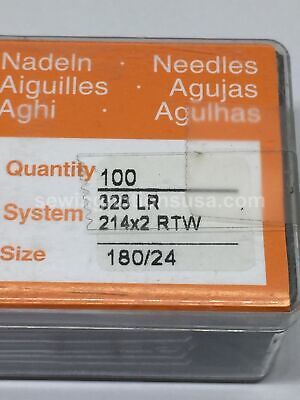 Nadeln · Needles
Aiguilles · Agujas
Aghi · Agulhas
Quantity 100
System 328 LR
214x2 RTW
Size 180/24